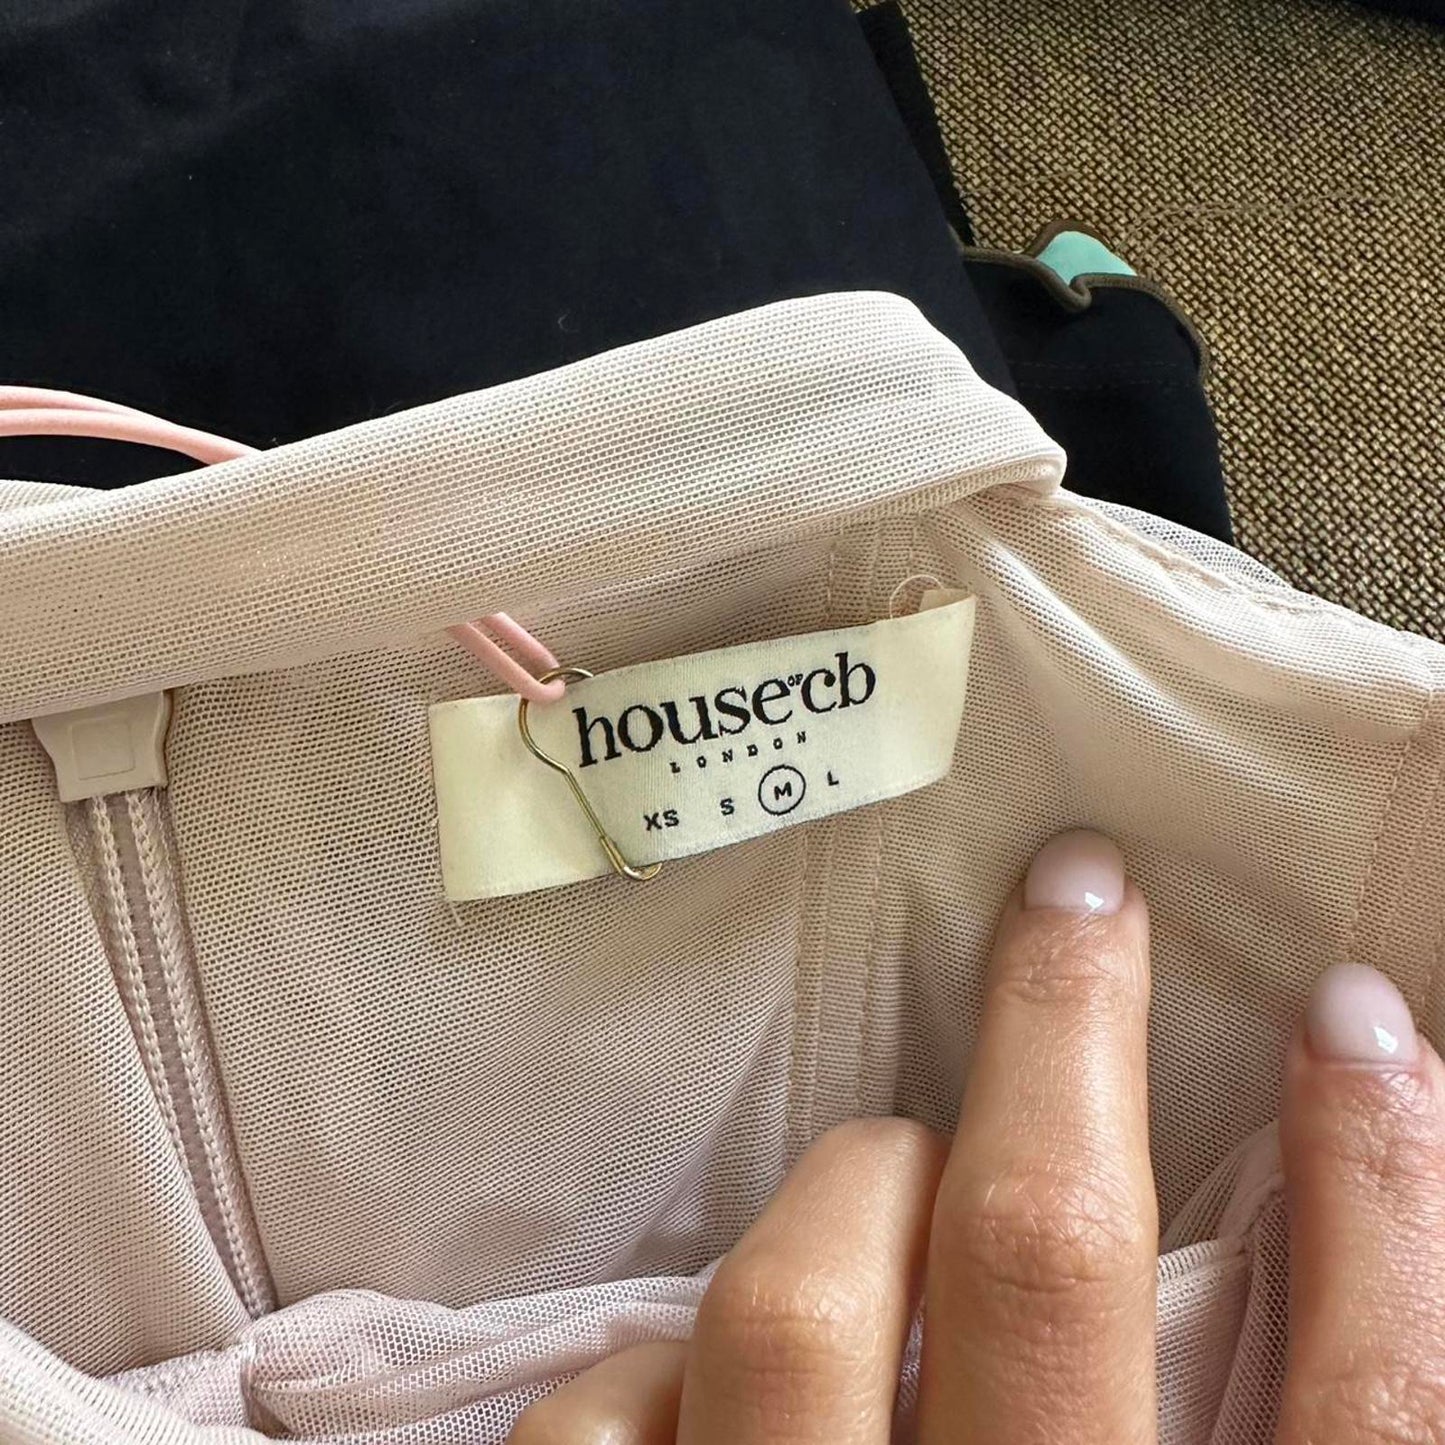 house OF cb
LONDON
XS S M L